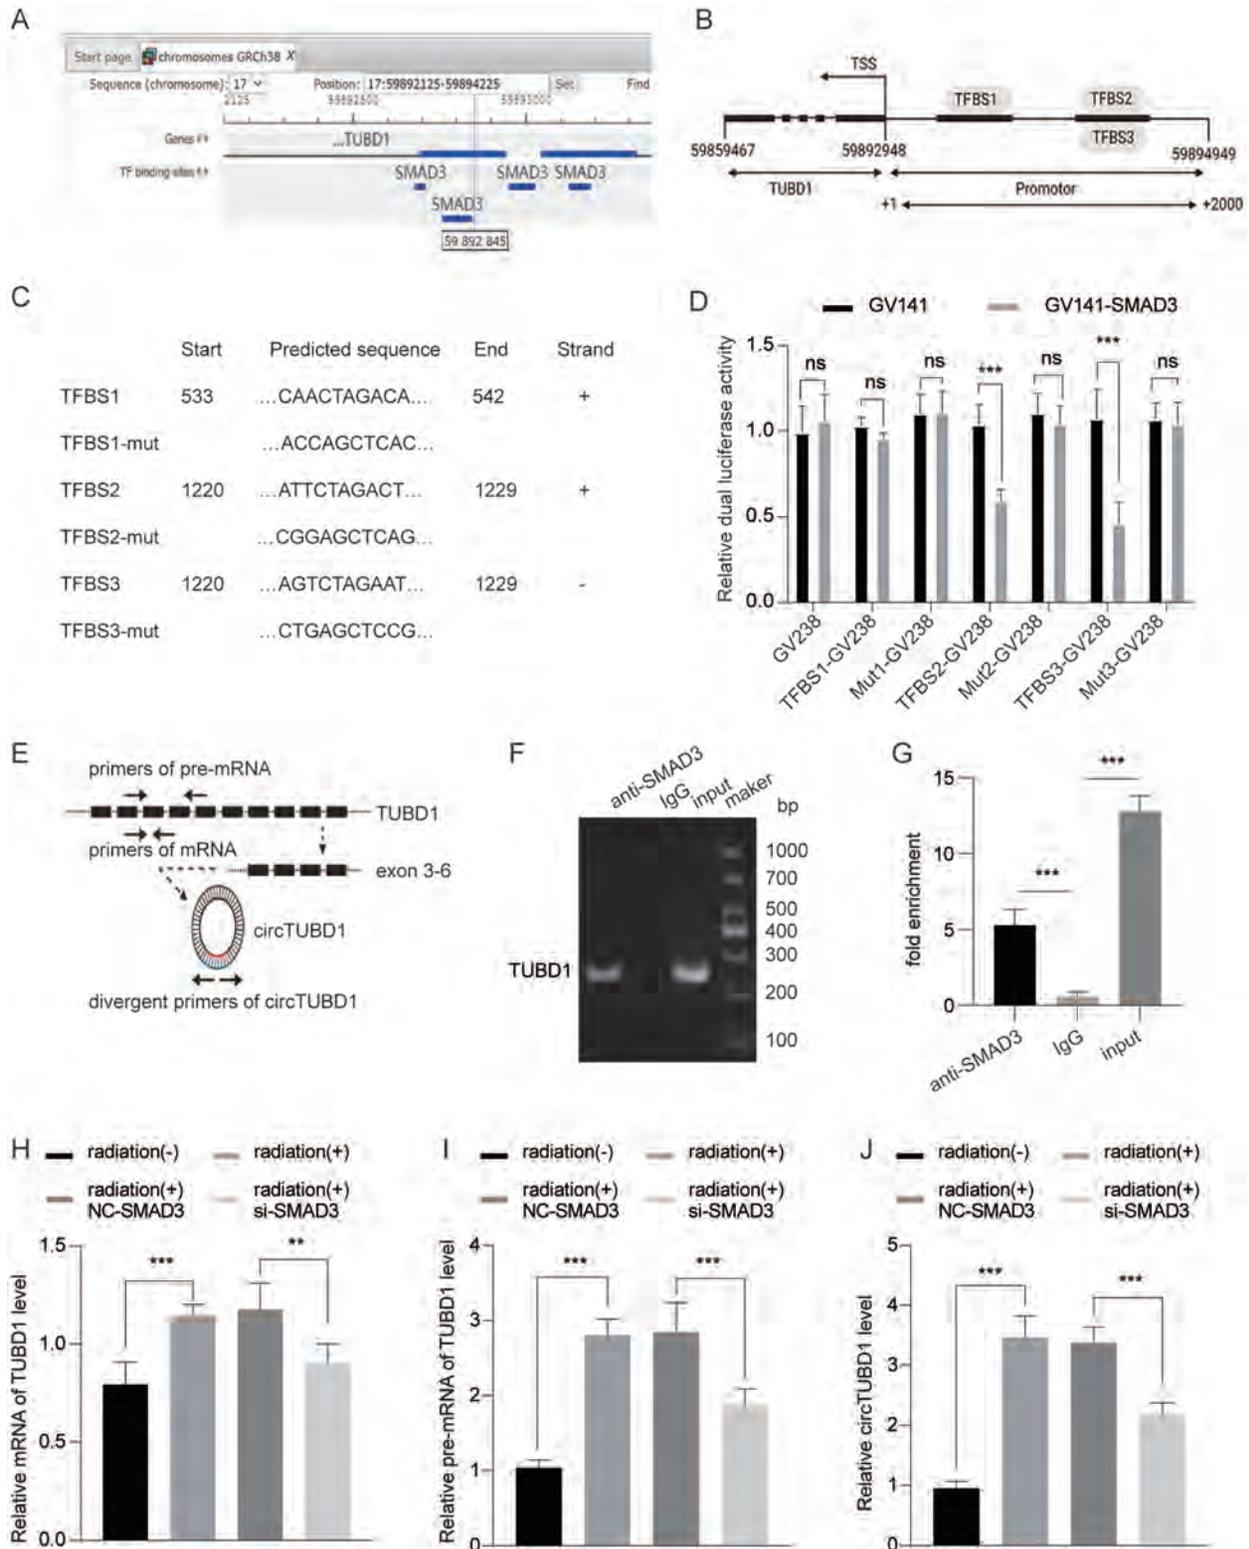 A
Start page
chromosomes GRCh38 X
Sequence (chromosome): 17
Position: 17:59892125-59894225
Find
2125
59892500
59893000
Genes
...TUBD1
TF binding sites
SMAD3
SMAD3
SMAD3
SMAD3
59 892 845
B
TSS
TFBS1
TFBS2
TFBS3
59859467
59892948
59894949
TUBD1
Promotor
+1
+2000
C
Start Predicted sequence End Strand
TFBS1 533 ...CAACTAGACA... 542 +
TFBS1-mut ...ACCAGCTCAC...
TFBS2 1220 ...ATTCTAGACT... 1229 +
TFBS2-mut ...CGGAGCTCAG...
TFBS3 1220 ...AGTCTAGAAT... 1229 -
TFBS3-mut ...CTGAGCTCCG...
D
GV141 GV141-SMAD3
Relative dual luciferase activity
1.5
1.0
0.5
0.0
ns
ns
ns
***
ns
***
ns
GV238
TFBS1-GV238
Mut1-GV238
TFBS2-GV238
Mut2-GV238
TFBS3-GV238
Mut3-GV238
E
primers of pre-mRNA
TUBD1
primers of mRNA
exon 3-6
circTUBD1
divergent primers of circTUBD1
F
anti-SMAD3
IgG
input
maker
bp
1000
700
500
400
300
200
100
TUBD1
G
fold enrichment
15
10
5
0
***
***
anti-SMAD3
IgG
input
H
radiation(-) radiation(+)
radiation(+) radiation(+)
NC-SMAD3 si-SMAD3
Relative mRNA of TUBD1 level
1.5
1.0
0.5
0.0
***
**
I
radiation(-) radiation(+)
radiation(+) radiation(+)
NC-SMAD3 si-SMAD3
Relative pre-mRNA of TUBD1 level
4
3
2
1
0
***
***
J
radiation(-) radiation(+)
radiation(+) radiation(+)
NC-SMAD3 si-SMAD3
Relative circTUBD1 level
5
4
3
2
1
0
***
***